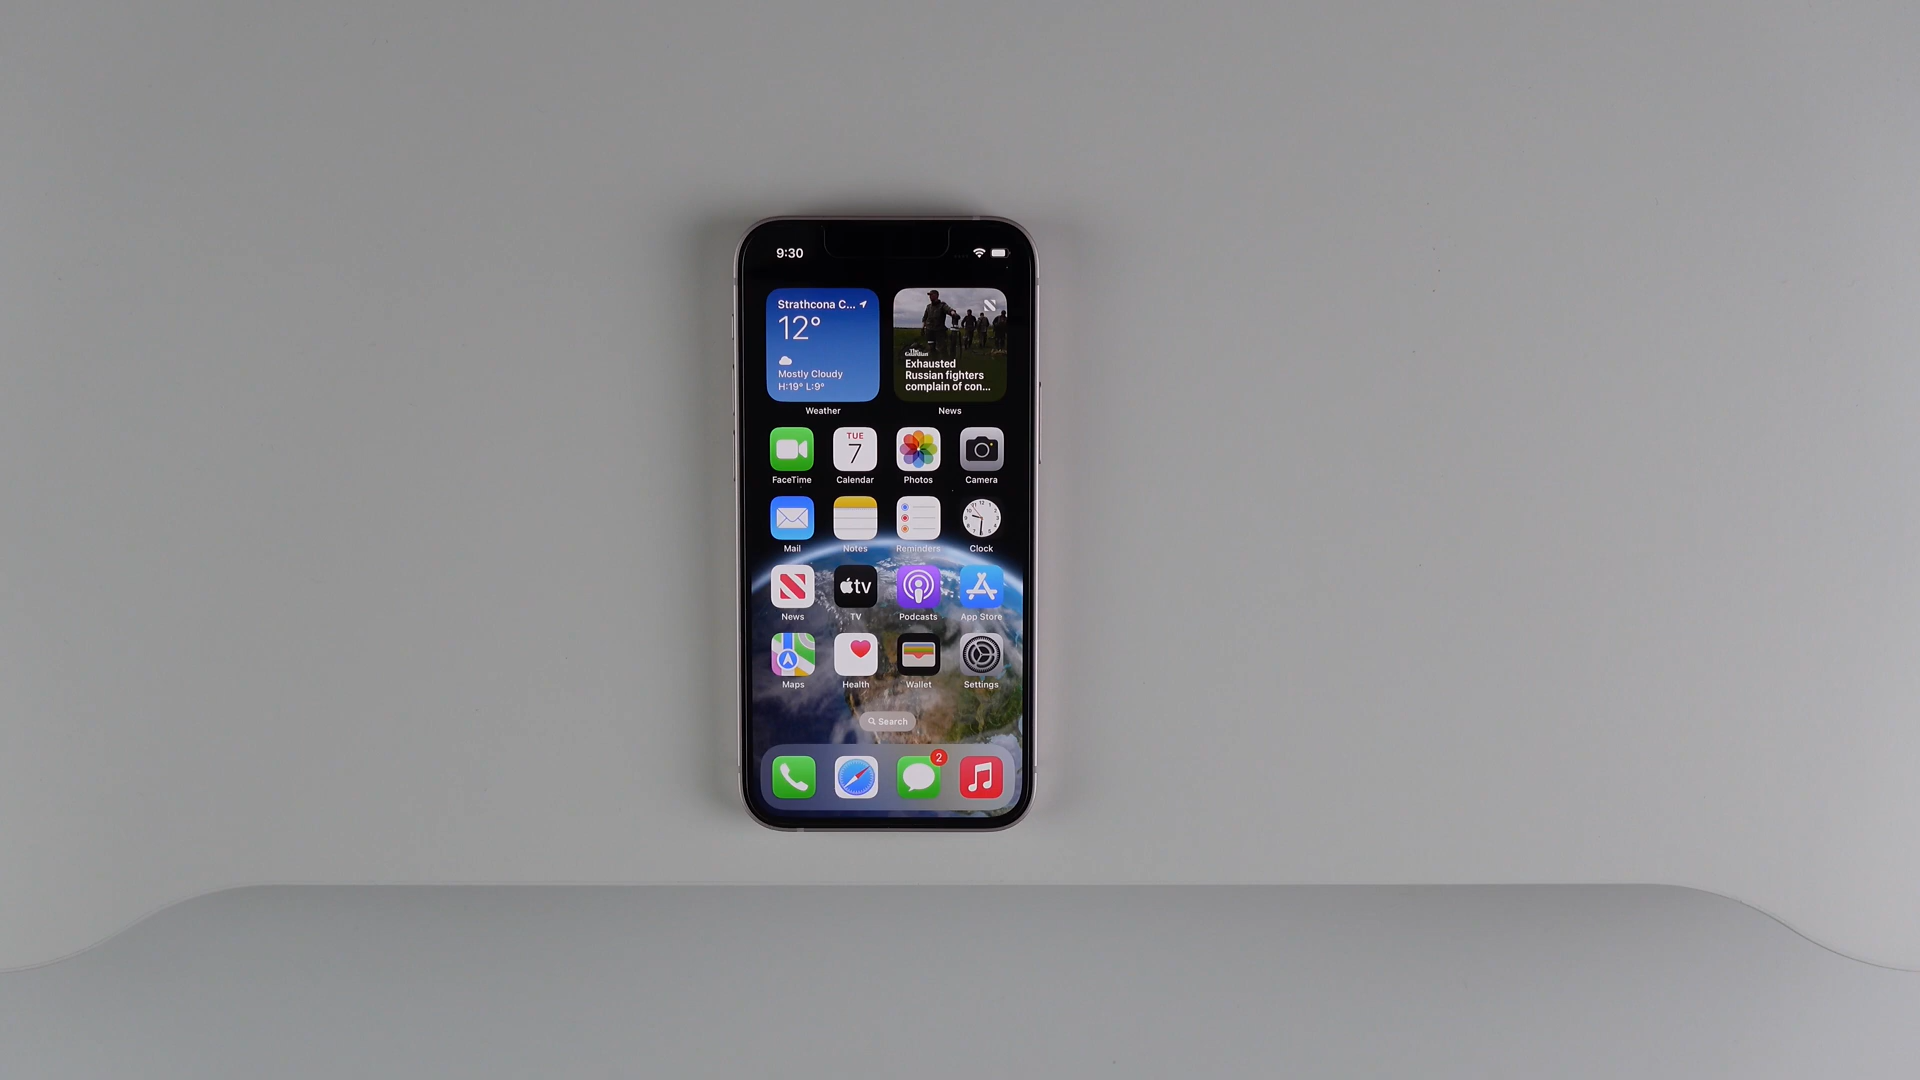 9:30
Strathcona C...
12°
Mostly Cloudy
H:19° L:9°
Weather
The Guardian
Exhausted
Russian fighters
complain of con...
News
FaceTime
TUE
7
Calendar
Photos
Camera
Mail
Notes
Reminders
Clock
News
tv
TV
Podcasts
App Store
Maps
Health
Wallet
Settings
Search
2